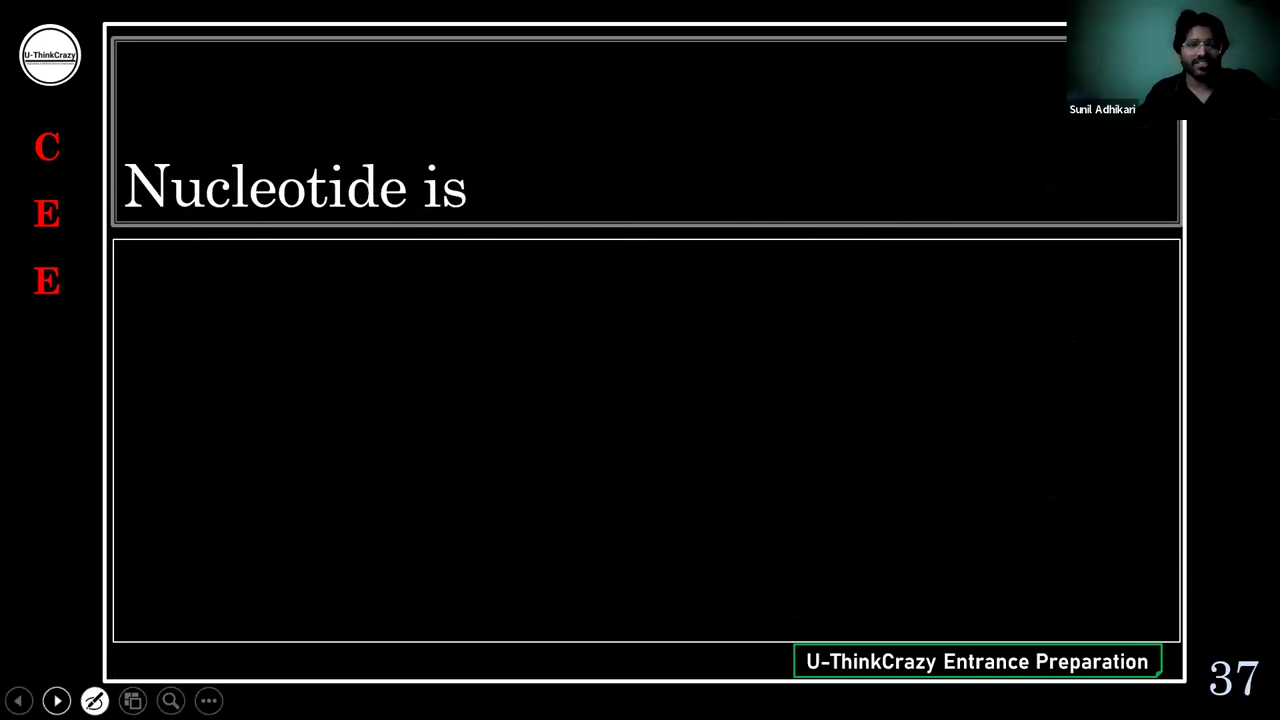 U-ThinkCrazy
Sunil Adhikari
C
E
E
Nucleotide is
U-ThinkCrazy Entrance Preparation
37